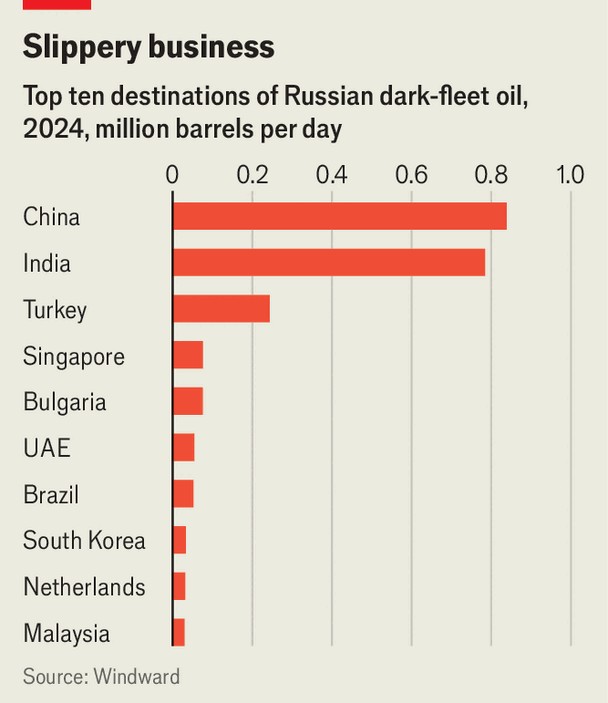 Slippery business
Top ten destinations of Russian dark-fleet oil,
2024, million barrels per day
0 0.2 0.4 0.6 0.8 1.0
China
India
Turkey
Singapore
Bulgaria
UAE
Brazil
South Korea
Netherlands
Malaysia
Source: Windward